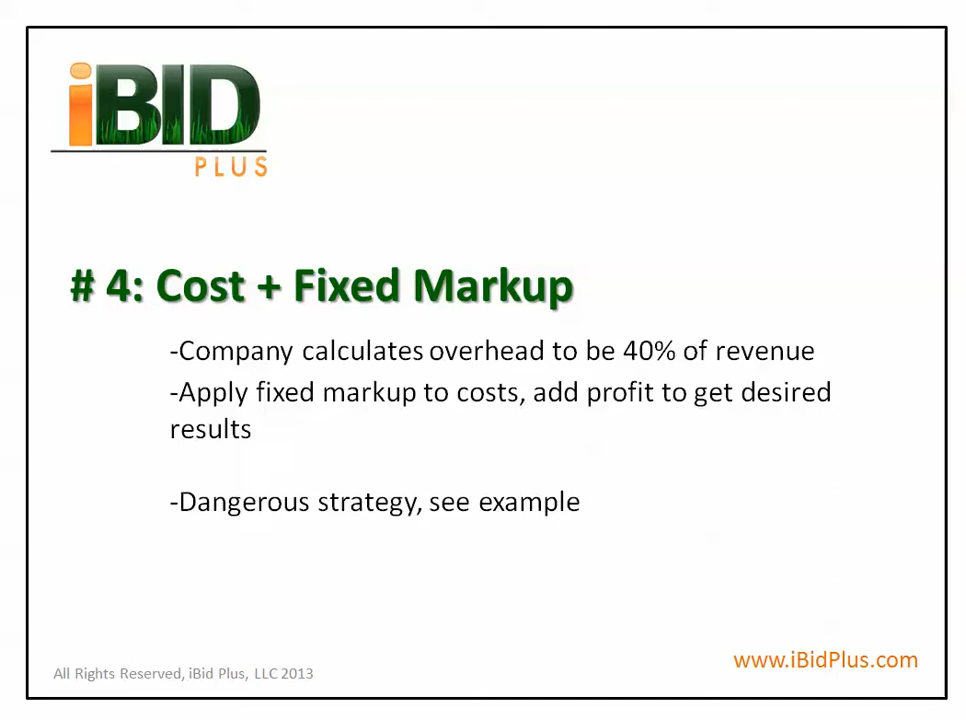 iBID
PLUS
# 4: Cost + Fixed Markup
-Company calculates overhead to be 40% of revenue
-Apply fixed markup to costs, add profit to get desired
results
-Dangerous strategy, see example
www.iBidPlus.com
All Rights Reserved, iBid Plus, LLC 2013